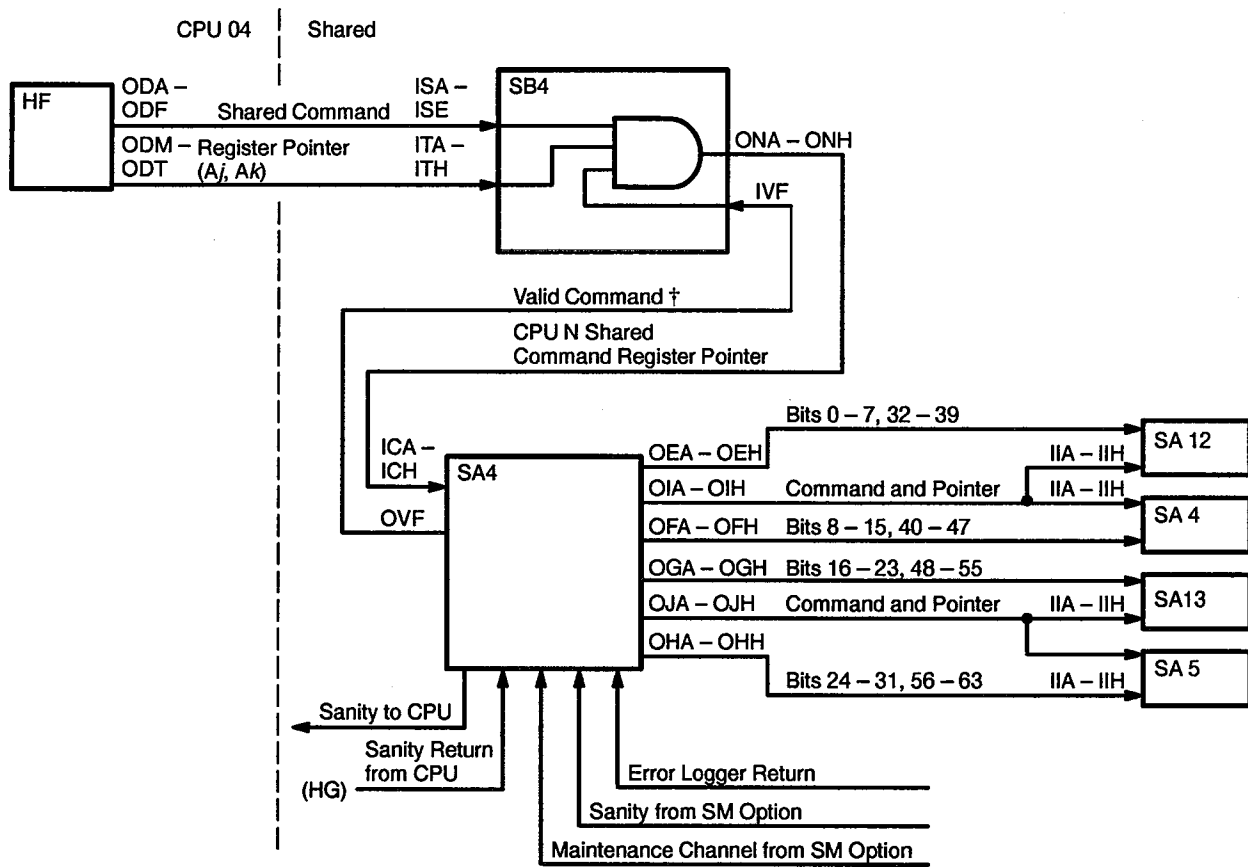 CPU 04
Shared
HF
ODA –
ODF
Shared Command
ISA –
ISE
ODM –
ODT
Register Pointer
(Aj, Ak)
ITA –
ITH
SB4
ONA – ONH
IVF
Valid Command †
CPU N Shared
Command Register Pointer
ICA –
ICH
OVF
SA4
OEA – OEH
Bits 0 – 7, 32 – 39
SA 12
IIA – IIH
OIA – OIH
Command and Pointer
IIA – IIH
SA 4
OFA – OFH
Bits 8 – 15, 40 – 47
OGA – OGH
Bits 16 – 23, 48 – 55
SA13
OJA – OJH
Command and Pointer
IIA – IIH
OHA – OHH
SA 5
Bits 24 – 31, 56 – 63
IIA – IIH
Sanity to CPU
Sanity Return
from CPU
(HG)
Error Logger Return
Sanity from SM Option
Maintenance Channel from SM Option